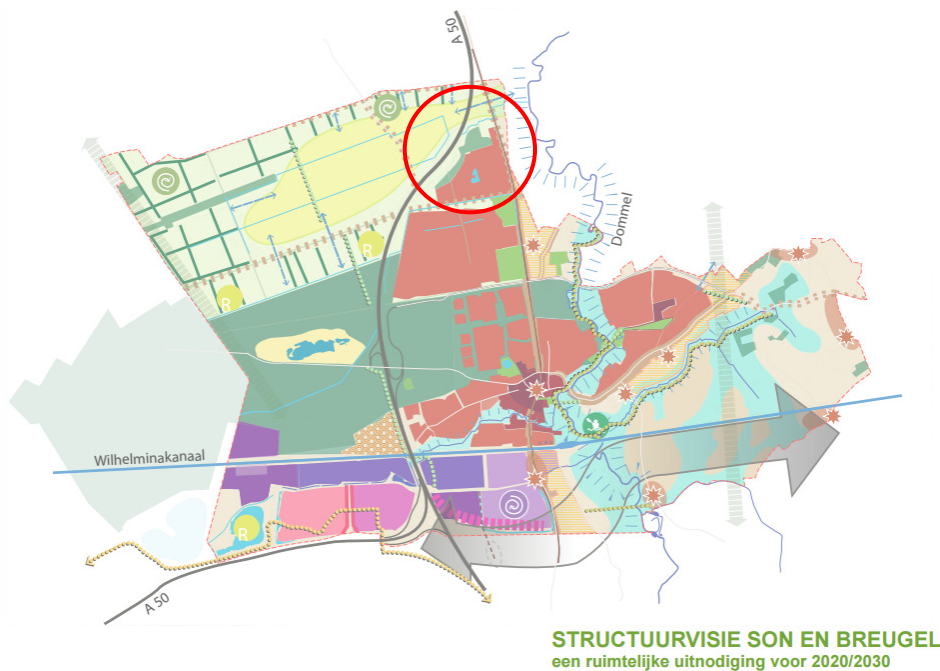 A 50
Dommel
R
R
Wilhelminakanaal
R
A 50
STRUCTUURVISIE SON EN BREUGEL
een ruimtelijke uitnodiging voor 2020/2030